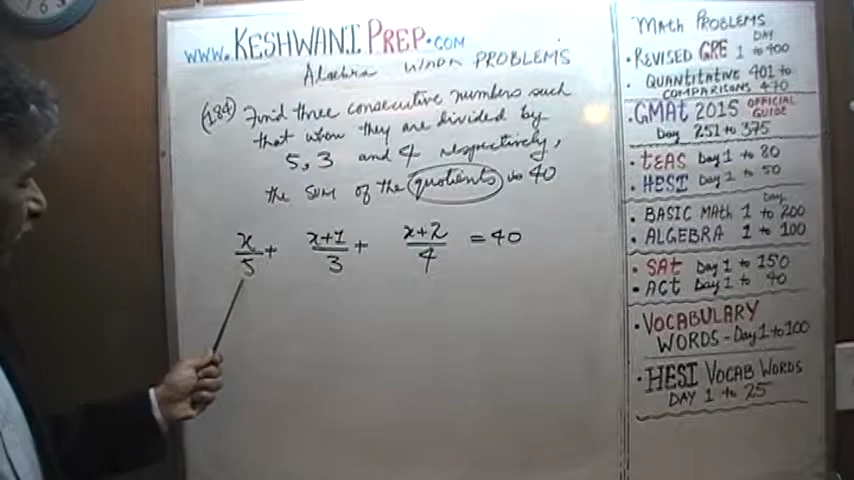 www.KESHWANI PREP.COM
Algebra WORD PROBLEMS
(184) Find three consecutive numbers such
that when they are divided by
5, 3 and 4 respectively,
the sum of the quotients is 40
x/5 + x+1/3 + x+2/4 = 40
MATH PROBLEMS
DAY
• REVISED GRE 1 to 400
• QUANTITATIVE 401 to
COMPARISONS 470
• GMAT 2015 OFFICIAL GUIDE
Day 251 to 375
• TEAS Day 1 to 80
• HESI Day 1 to 50
Day
• BASIC MATH 1 to 200
• ALGEBRA 1 to 100
• SAT Day 1 to 150
• ACT Day 1 to 40
• VOCABULARY
WORDS - Day 1 to 100
• HESI VOCAB WORDS
DAY 1 to 25